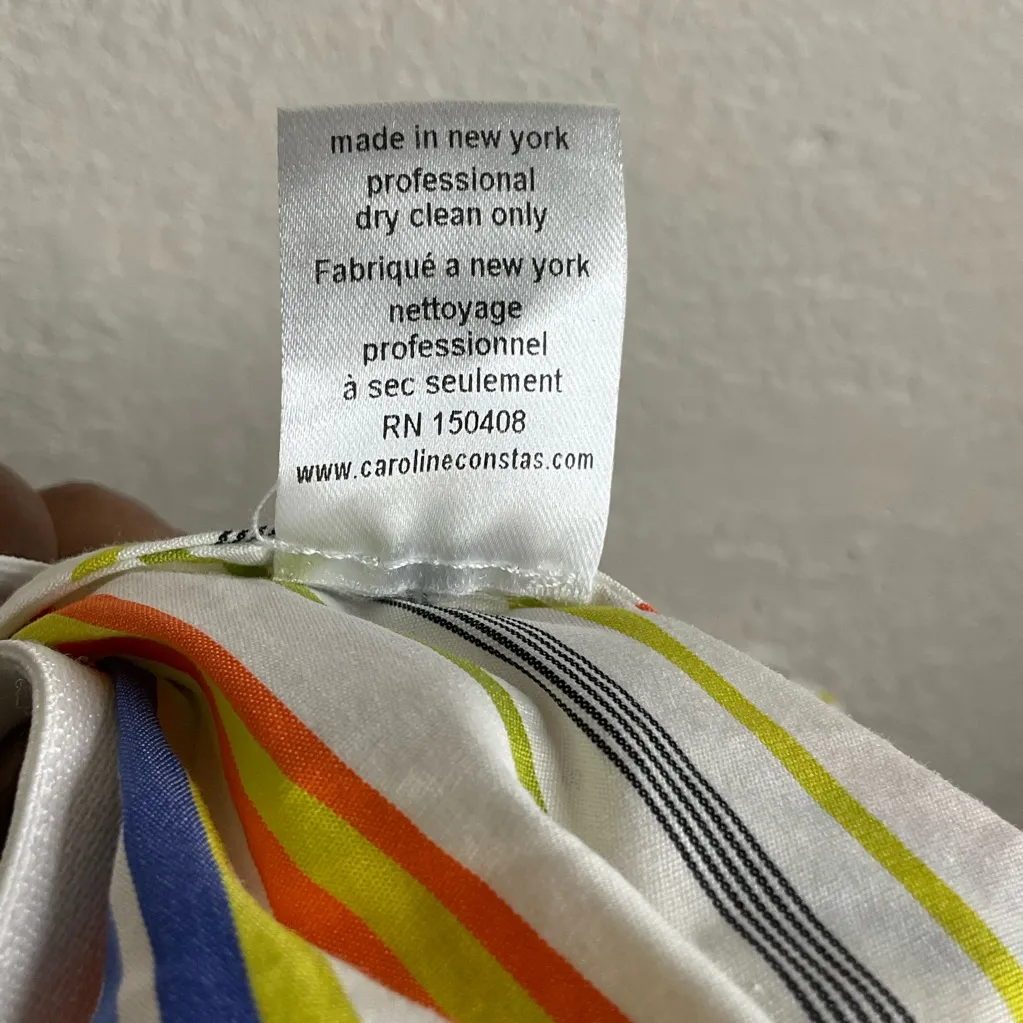 made in new york
professional
dry clean only
Fabriqué a new york
nettoyage
professionnel
à sec seulement
RN 150408
www.carolineconstas.com